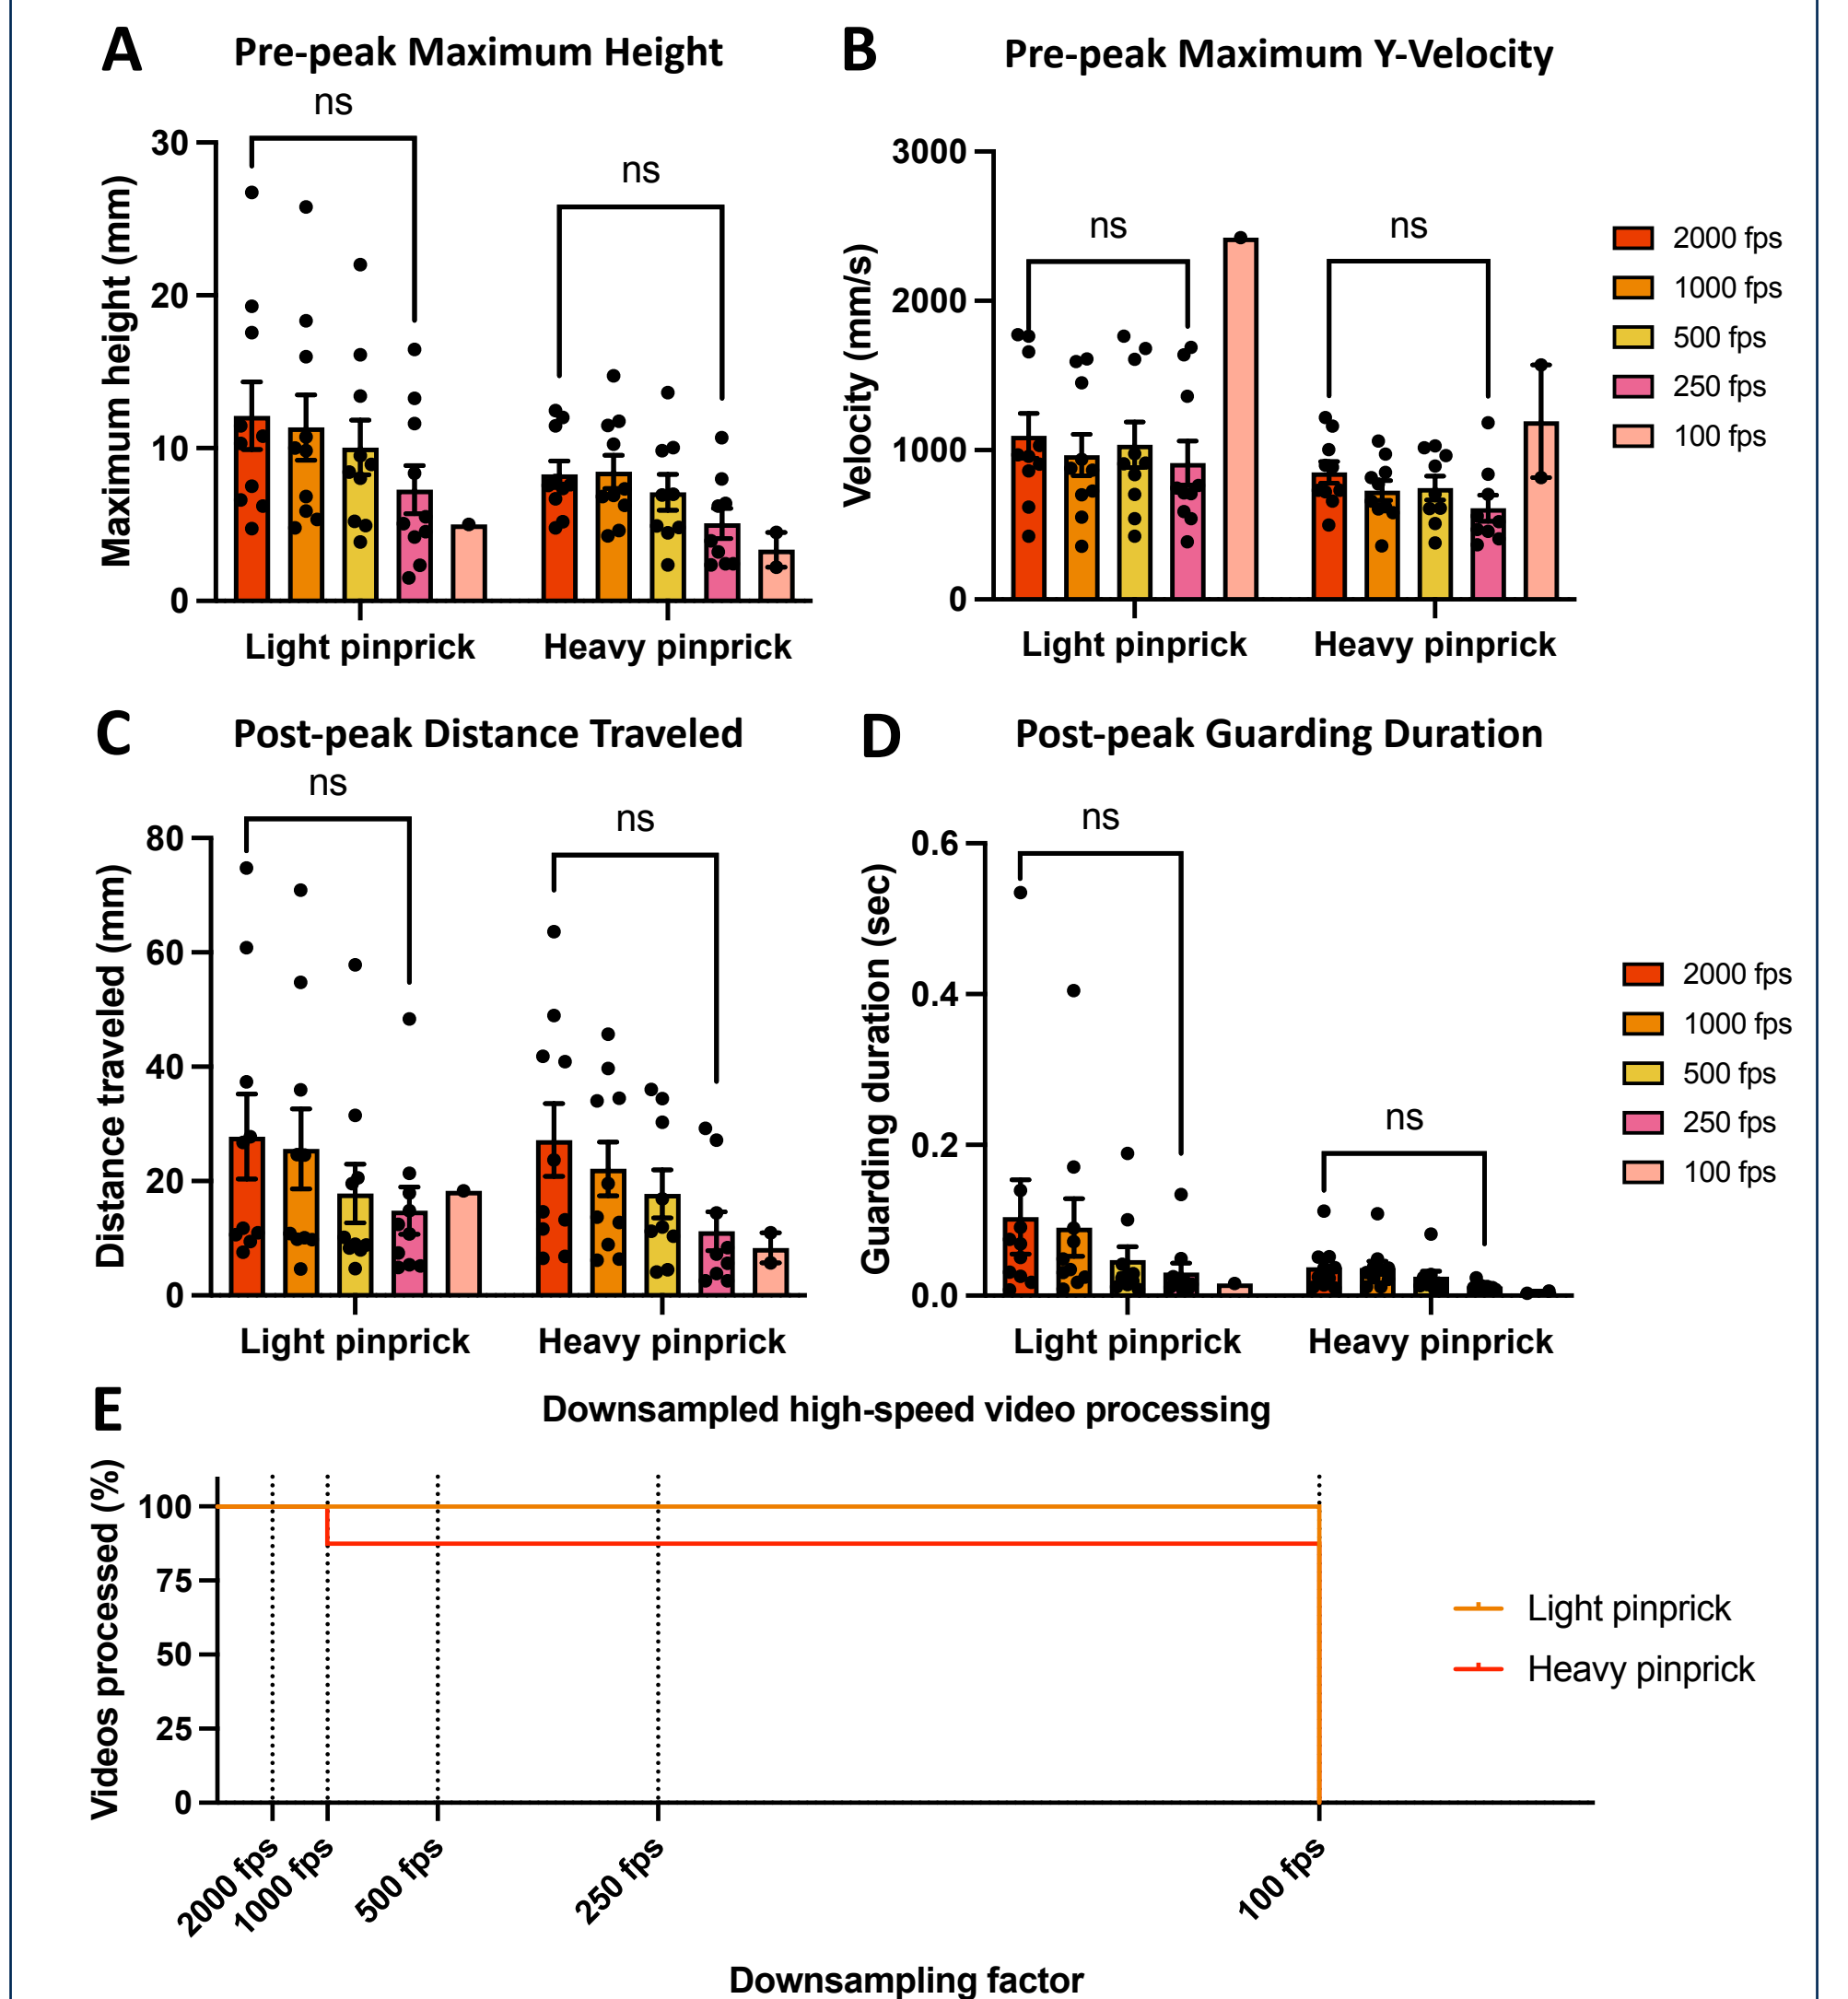 A Pre-peak Maximum Height
ns
ns
Maximum height (mm)
30
20
10
0
Light pinprick Heavy pinprick
B Pre-peak Maximum Y-Velocity
ns ns
Velocity (mm/s)
3000
2000
1000
0
Light pinprick Heavy pinprick
2000 fps
1000 fps
500 fps
250 fps
100 fps
C Post-peak Distance Traveled
ns
ns
Distance traveled (mm)
80
60
40
20
0
Light pinprick Heavy pinprick
D Post-peak Guarding Duration
ns
ns
Guarding duration (sec)
0.6
0.4
0.2
0.0
Light pinprick Heavy pinprick
2000 fps
1000 fps
500 fps
250 fps
100 fps
E Downsampled high-speed video processing
Videos processed (%)
100
75
50
25
0
2000 fps
1000 fps
500 fps
250 fps
100 fps
Light pinprick
Heavy pinprick
Downsampling factor